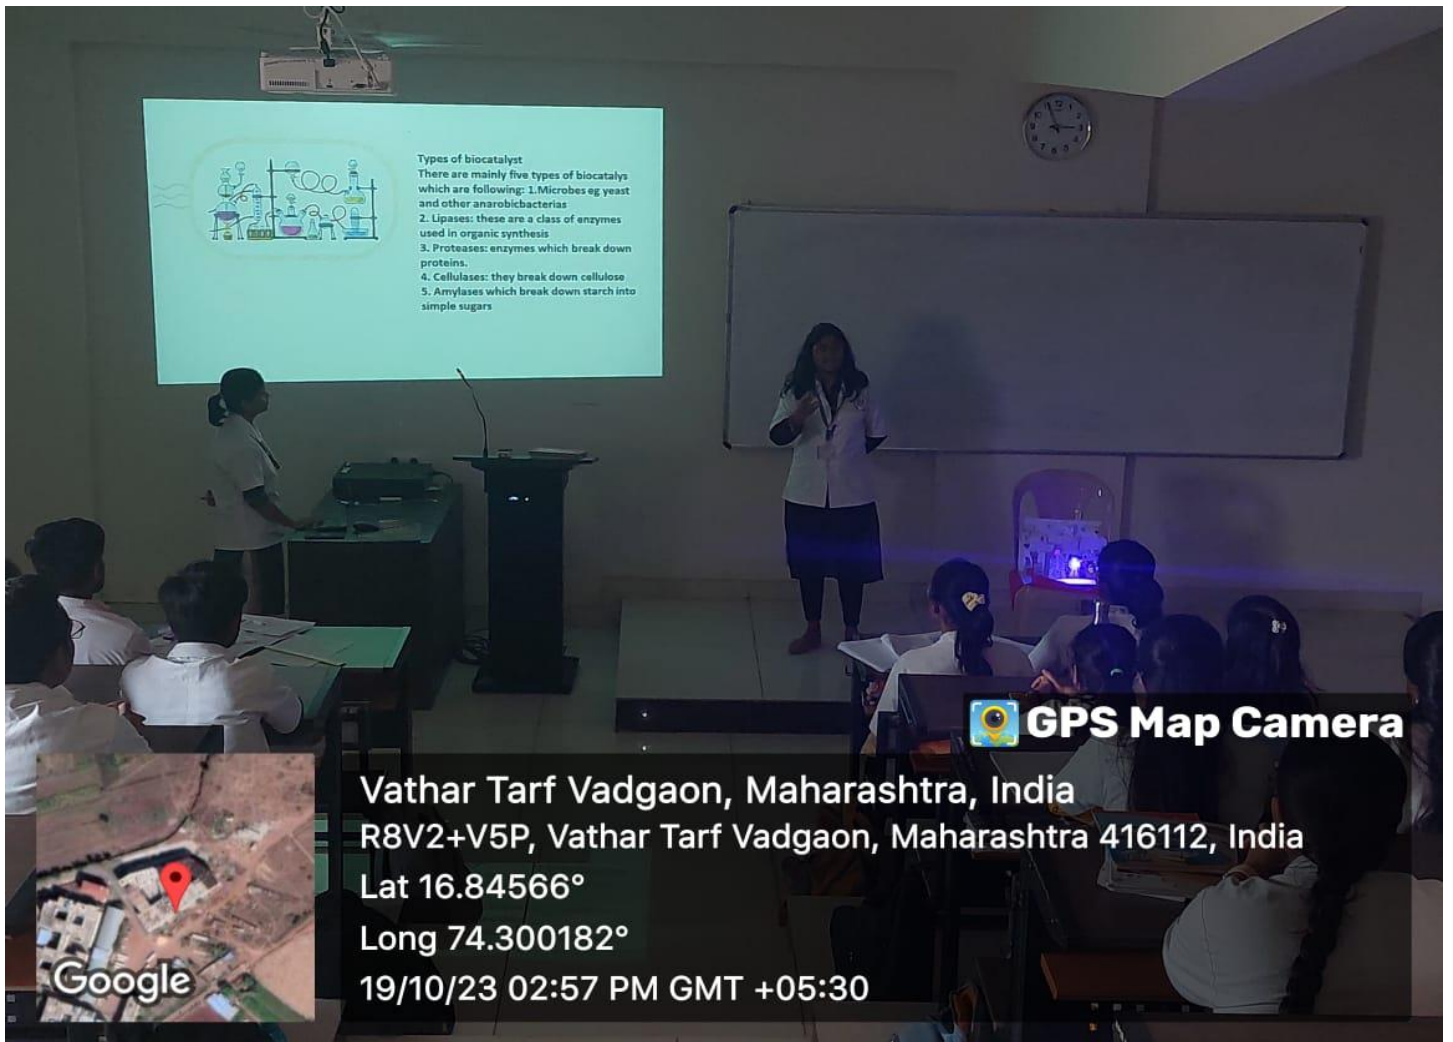 Types of biocatalyst
There are mainly five types of biocatalys
which are following: 1.Microbes eg yeast
and other anarobicbacterias
2. Lipases: these are a class of enzymes
used in organic synthesis
3. Proteases: enzymes which break down
proteins.
4. Cellulases: they break down cellulose
5. Amylases which break down starch into
simple sugars
GPS Map Camera
Vathar Tarf Vadgaon, Maharashtra, India
R8V2+V5P, Vathar Tarf Vadgaon, Maharashtra 416112, India
Lat 16.84566°
Long 74.300182°
19/10/23 02:57 PM GMT +05:30
Google